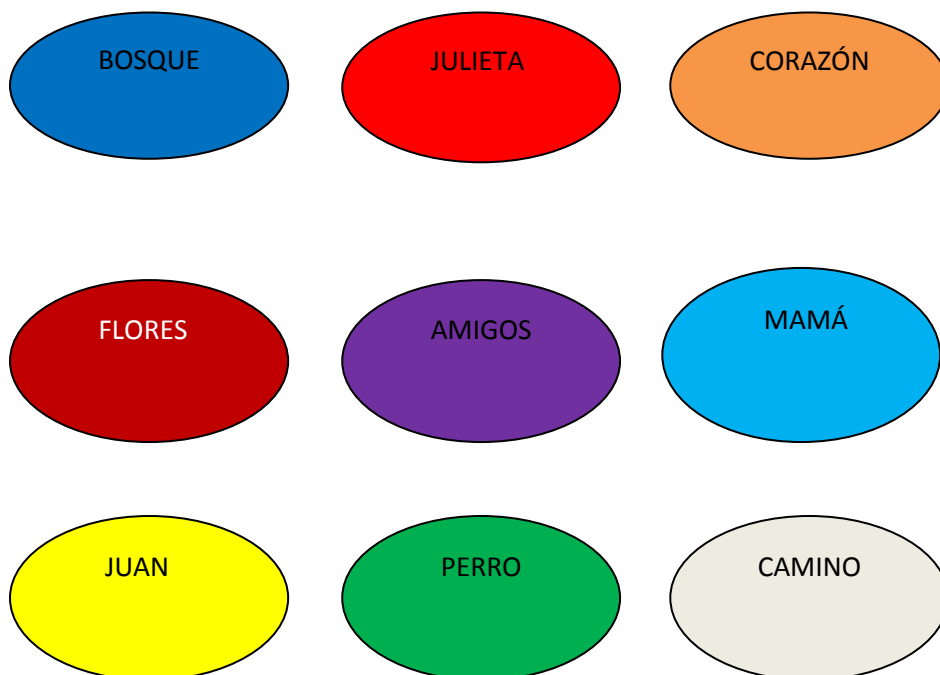 BOSQUE
JULIETA
CORAZÓN
FLORES
AMIGOS
MAMÁ
JUAN
PERRO
CAMINO